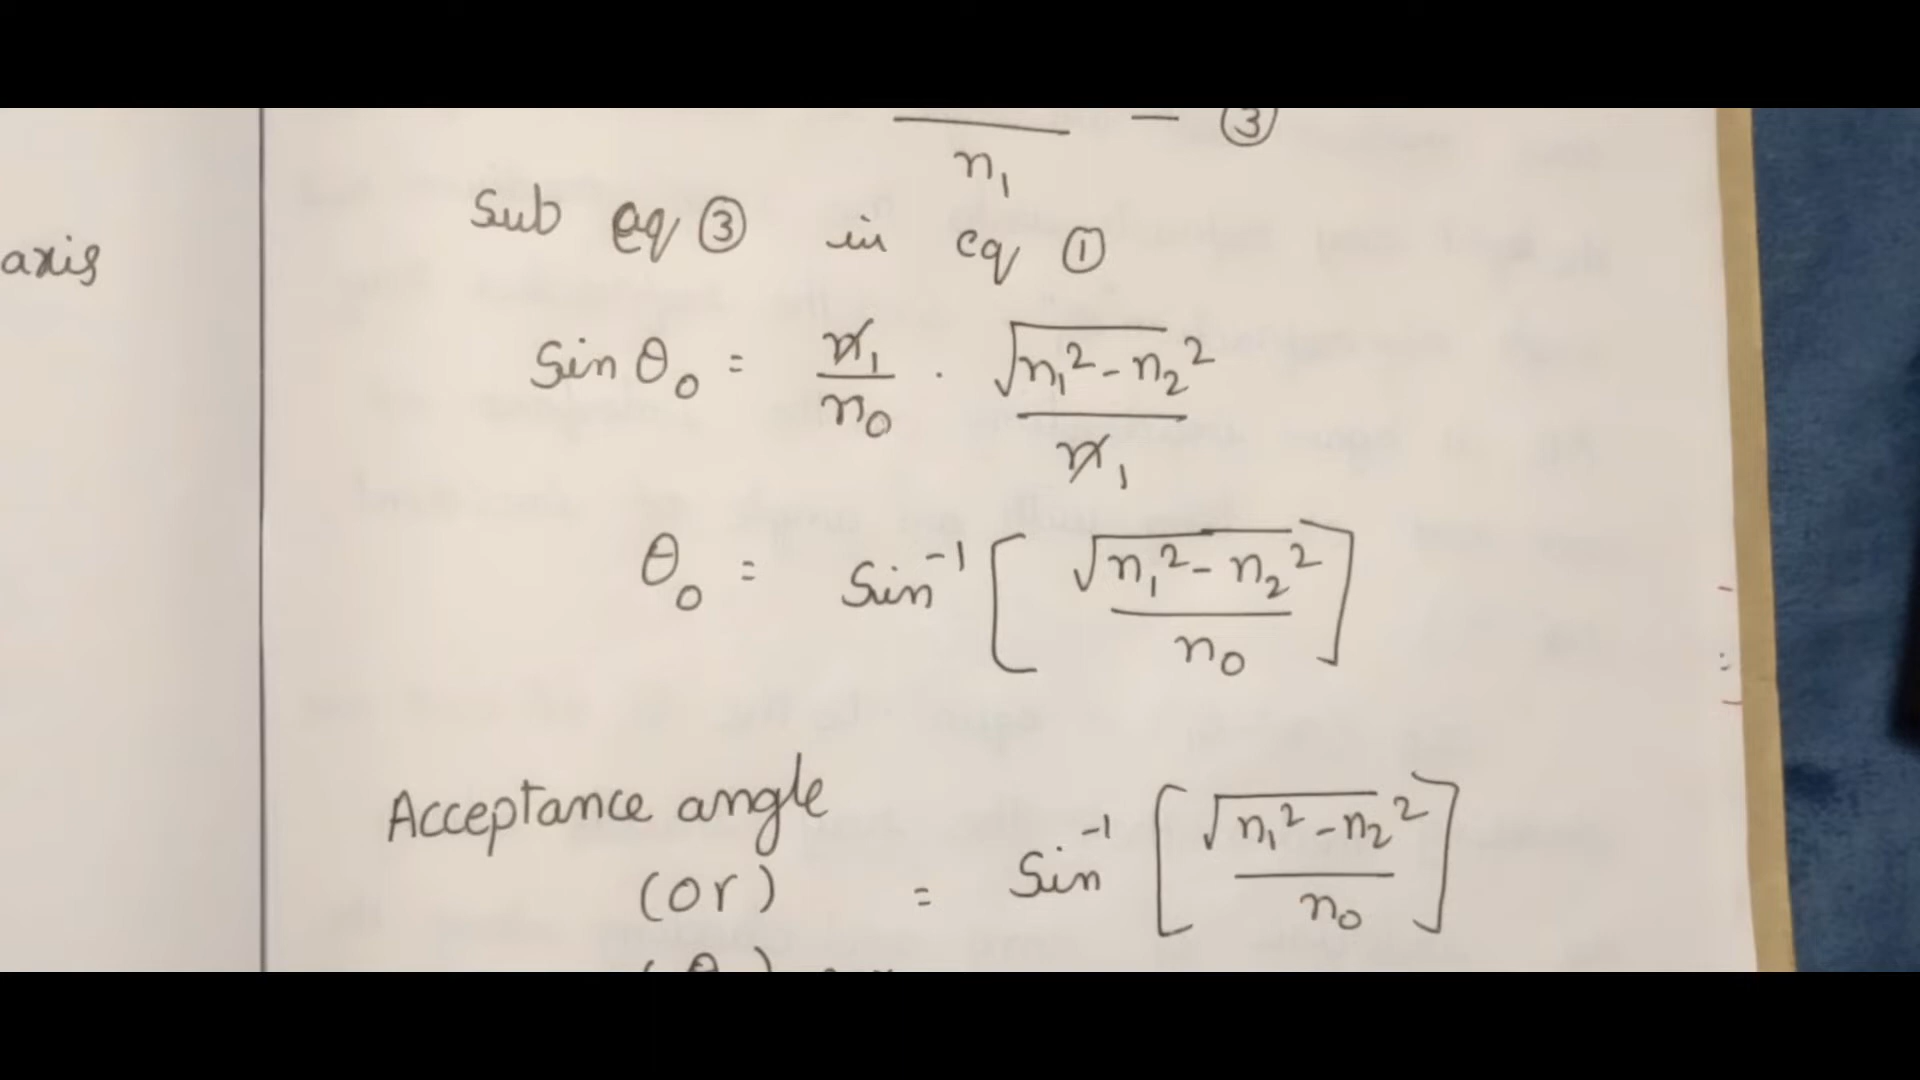 axis
― ③
n₁
Sub eq ③ in eq ①
Sin θ₀ = n₁/n₀ · √n₁² - n₂² / n₁
θ₀ = Sin⁻¹ [ √n₁² - n₂² / n₀ ]
Acceptance angle
(or) = Sin⁻¹ [ √n₁² - n₂² / n₀ ]